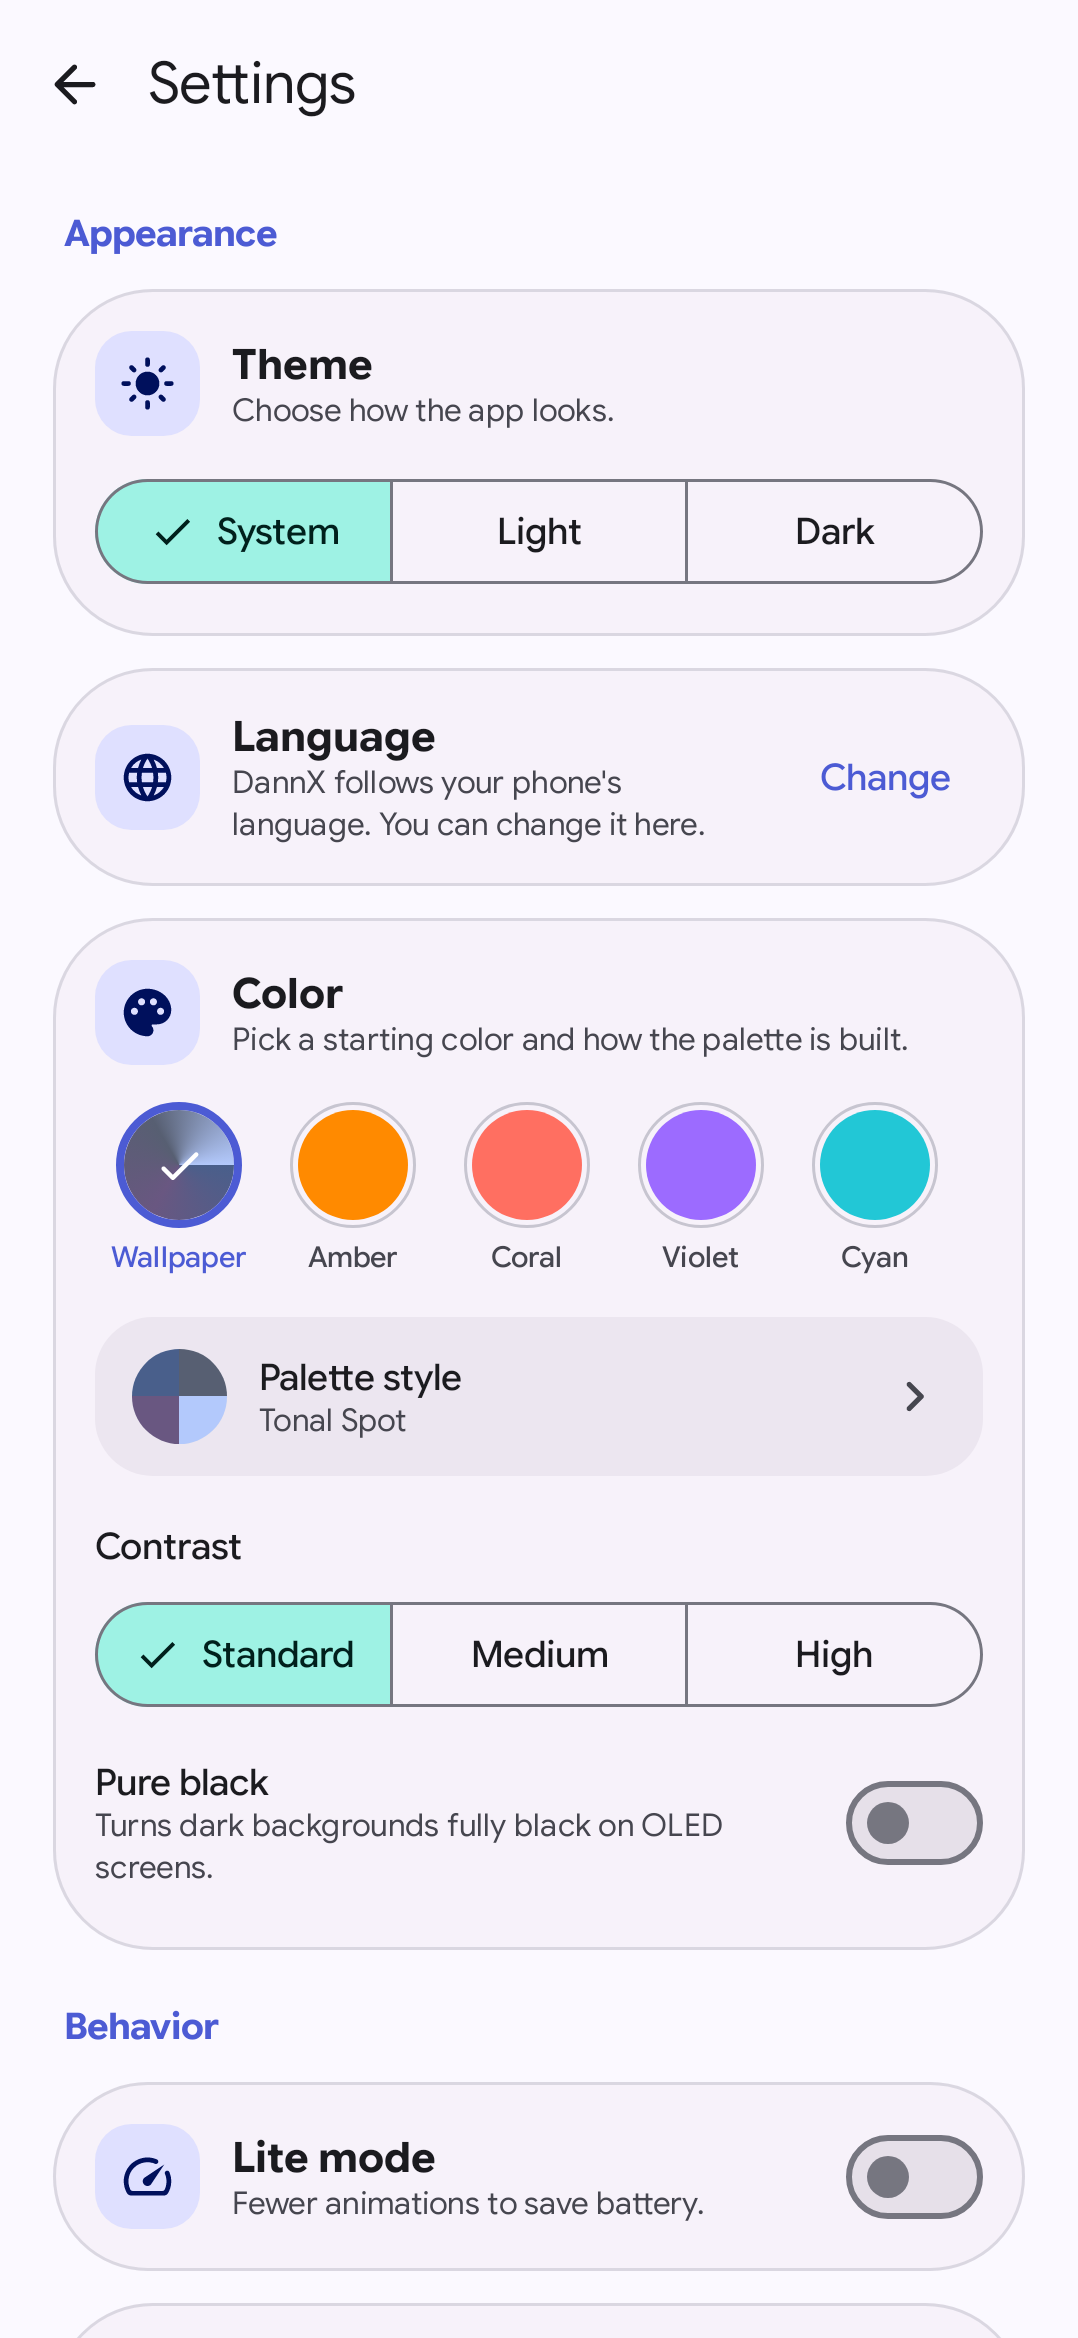 Settings
Appearance
Theme
Choose how the app looks.
System
Light
Dark
Language
DannX follows your phone's
language. You can change it here.
Change
Color
Pick a starting color and how the palette is built.
Wallpaper
Amber
Coral
Violet
Cyan
Palette style
Tonal Spot
Contrast
Standard
Medium
High
Pure black
Turns dark backgrounds fully black on OLED
screens.
Behavior
Lite mode
Fewer animations to save battery.